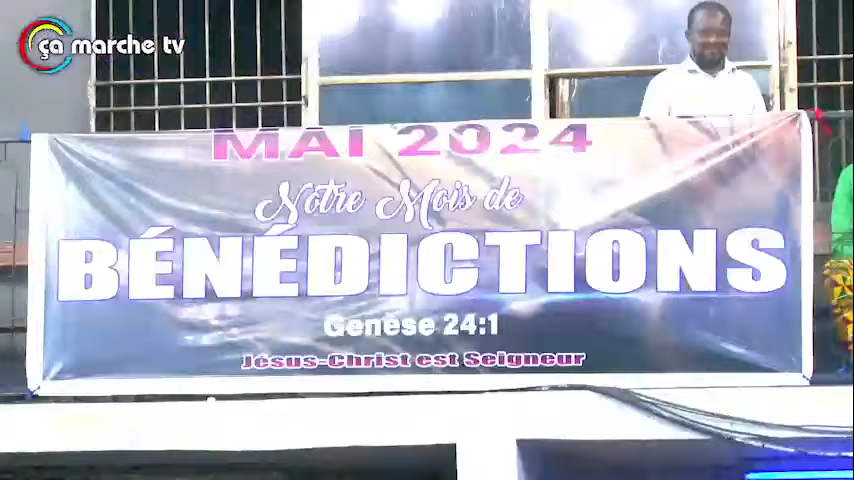 ça marche tv
MAI 2024
Notre Mois de
BÉNÉDICTIONS
Genèse 24:1
Jésus-Christ est Seigneur